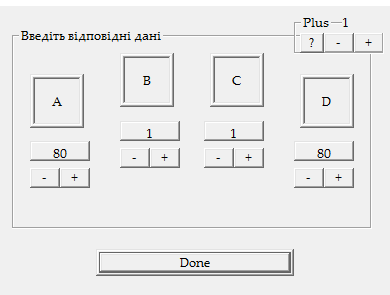 Plus 1
? - +
Введіть відповідні дані
A B C D
80 1 1 80
- + - + - + - +
Done